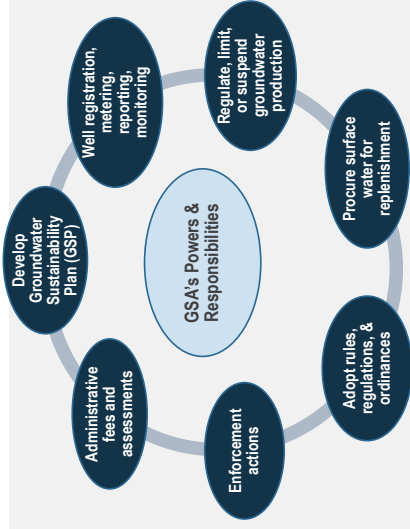 GSA's Powers &
Responsibilities
Develop
Groundwater
Sustainability
Plan (GSP)
Well registration,
metering,
reporting,
monitoring
Regulate, limit,
or suspend
groundwater
production
Procure surface
water for
replenishment
Adopt rules,
regulations, &
ordinances
Enforcement
actions
Administrative
fees and
assessments